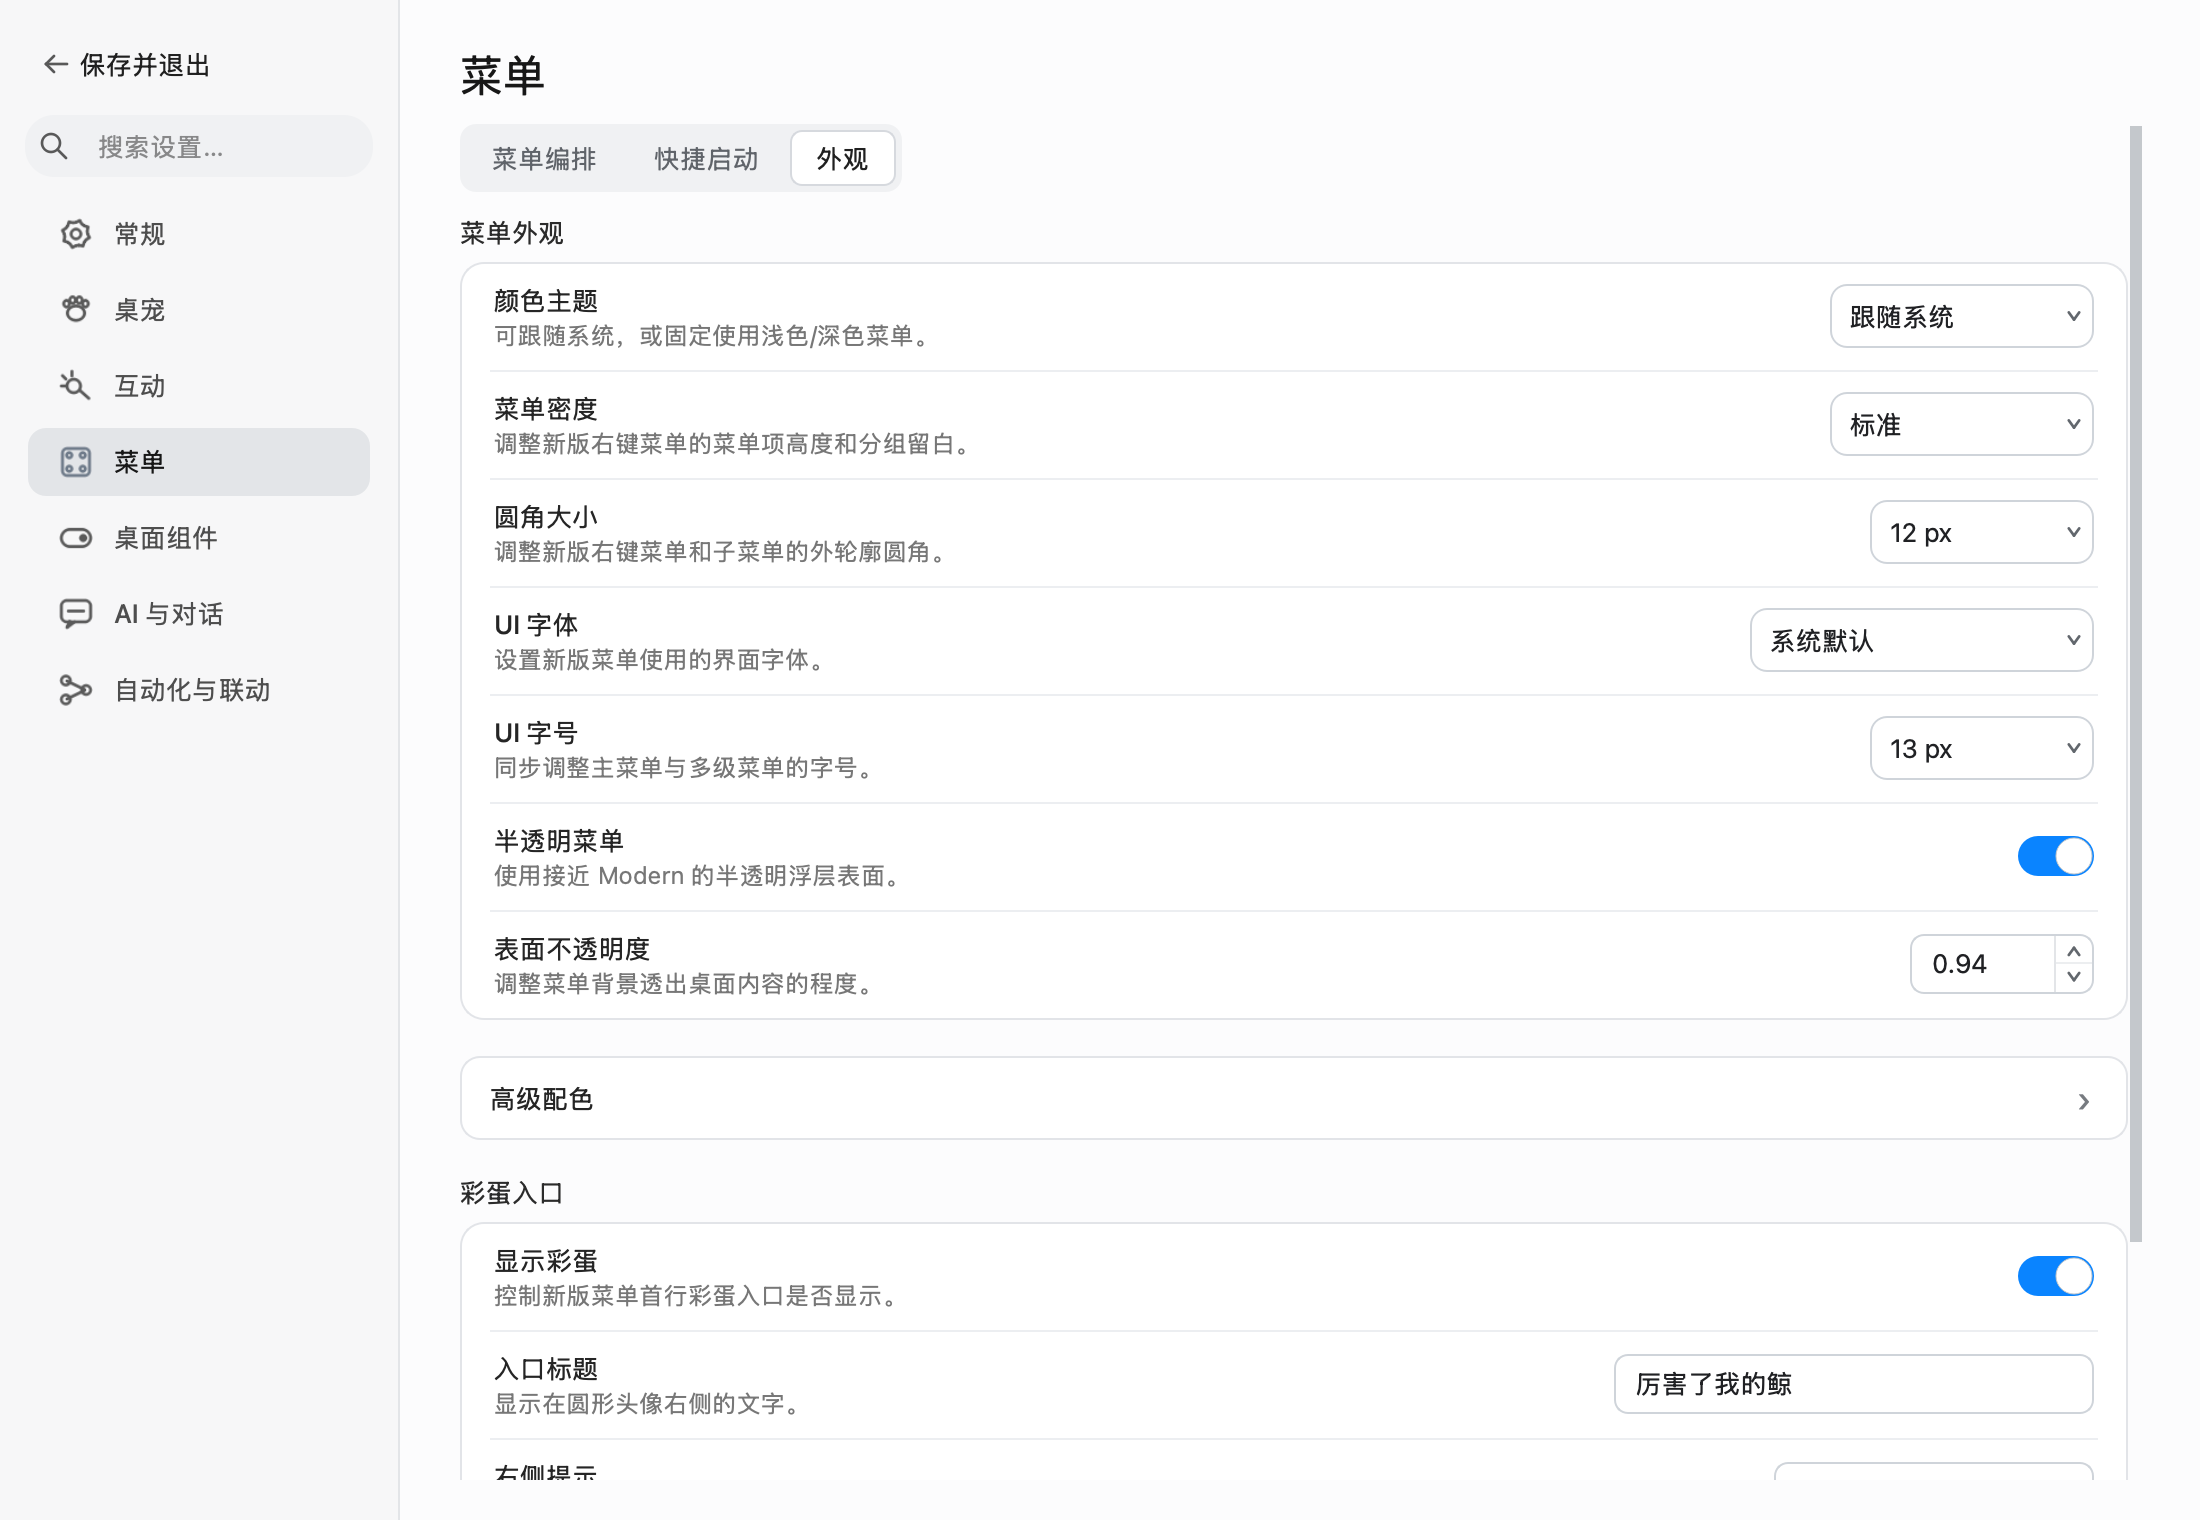 保存并退出
搜索设置...
常规
桌宠
互动
菜单
桌面组件
AI 与对话
自动化与联动
菜单
菜单编排 快捷启动 外观
菜单外观
颜色主题
可跟随系统，或固定使用浅色/深色菜单。
跟随系统
菜单密度
调整新版右键菜单的菜单项高度和分组留白。
标准
圆角大小
调整新版右键菜单和子菜单的外轮廓圆角。
12 px
UI 字体
设置新版菜单使用的界面字体。
系统默认
UI 字号
同步调整主菜单与多级菜单的字号。
13 px
半透明菜单
使用接近 Modern 的半透明浮层表面。
表面不透明度
调整菜单背景透出桌面内容的程度。
0.94
高级配色
彩蛋入口
显示彩蛋
控制新版菜单首行彩蛋入口是否显示。
入口标题
显示在圆形头像右侧的文字。
厉害了我的鲸
右侧提示